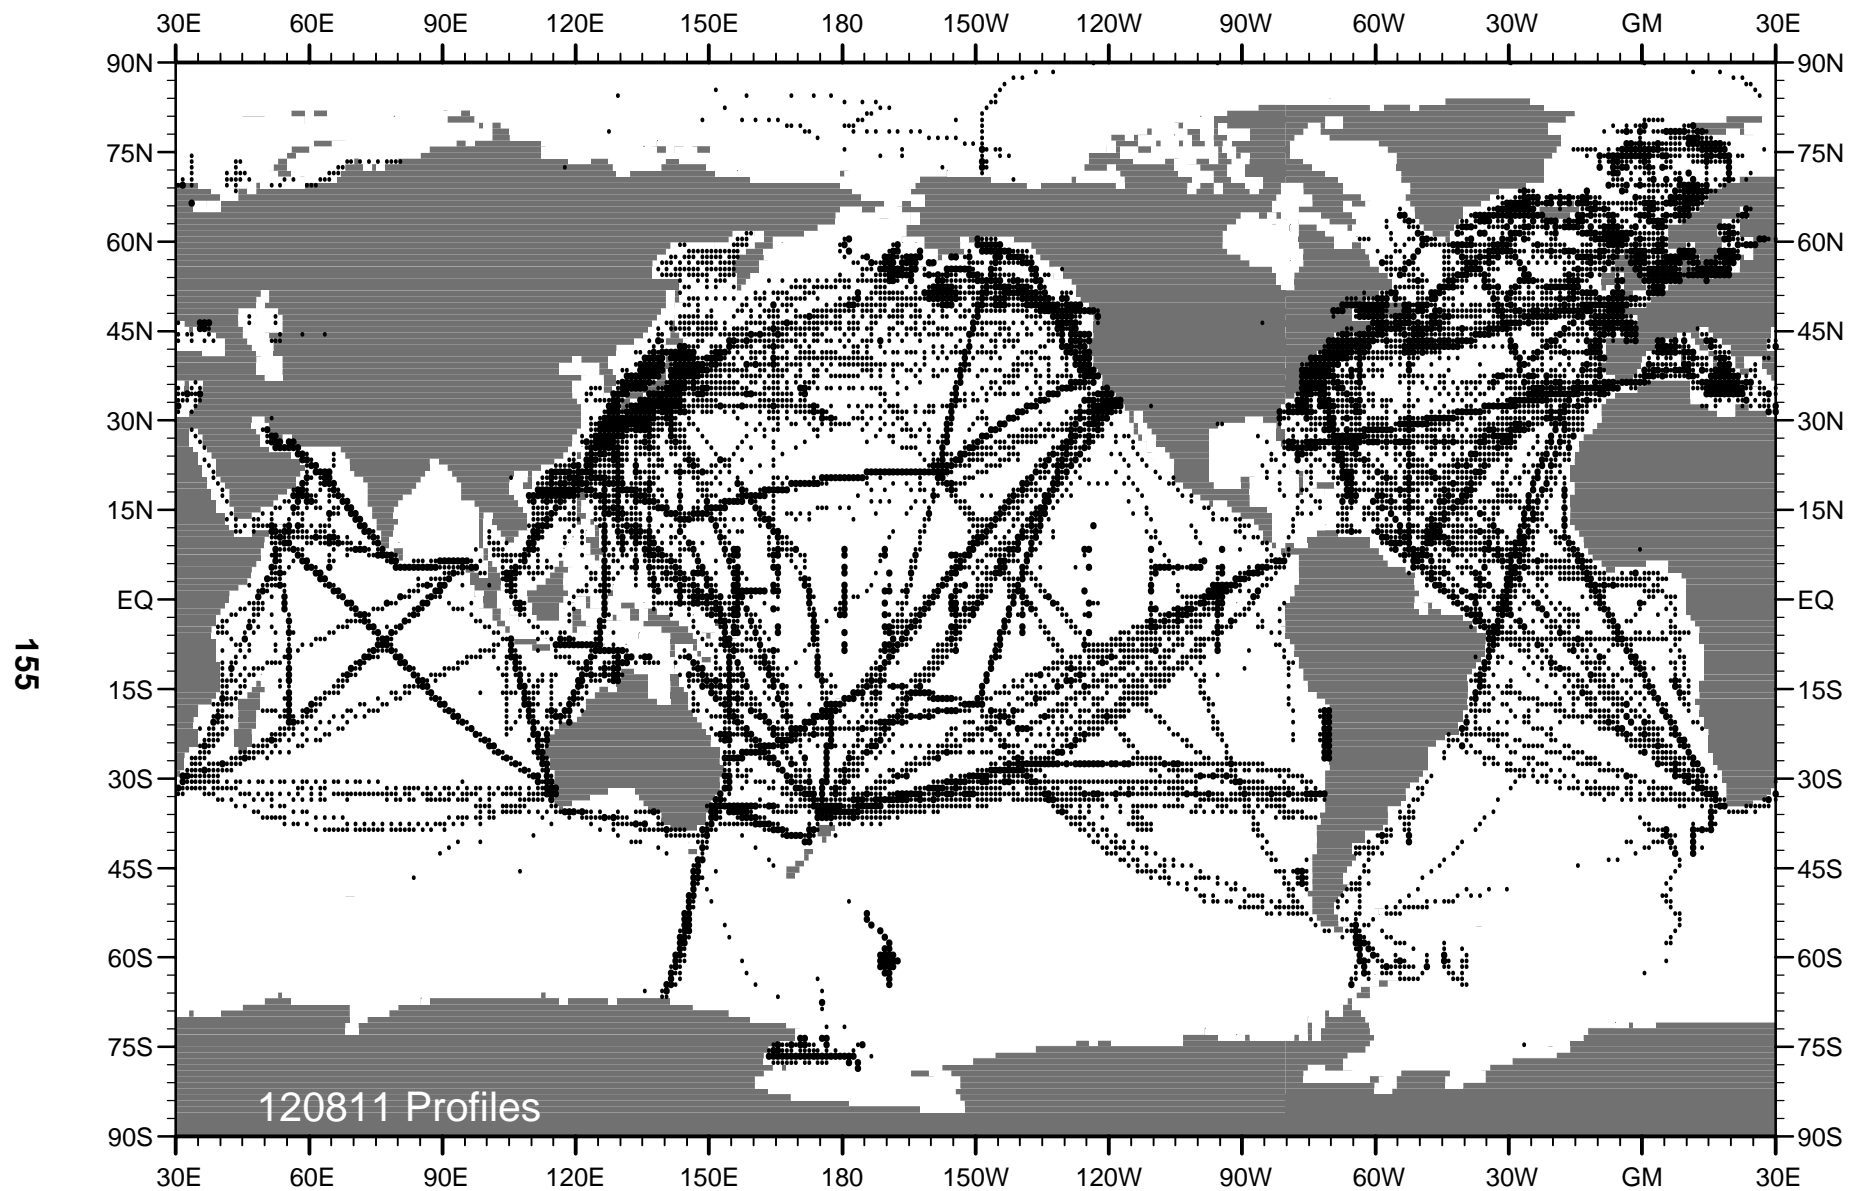 30E 60E 90E 120E 150E 180 150W 120W 90W 60W 30W GM 30E
90N 90N
75N 75N
60N 60N
45N 45N
30N 30N
15N 15N
EQ EQ
15S 15S
30S 30S
45S 45S
60S 60S
75S 75S
90S 90S
120811 Profiles
30E 60E 90E 120E 150E 180 150W 120W 90W 60W 30W GM 30E
155